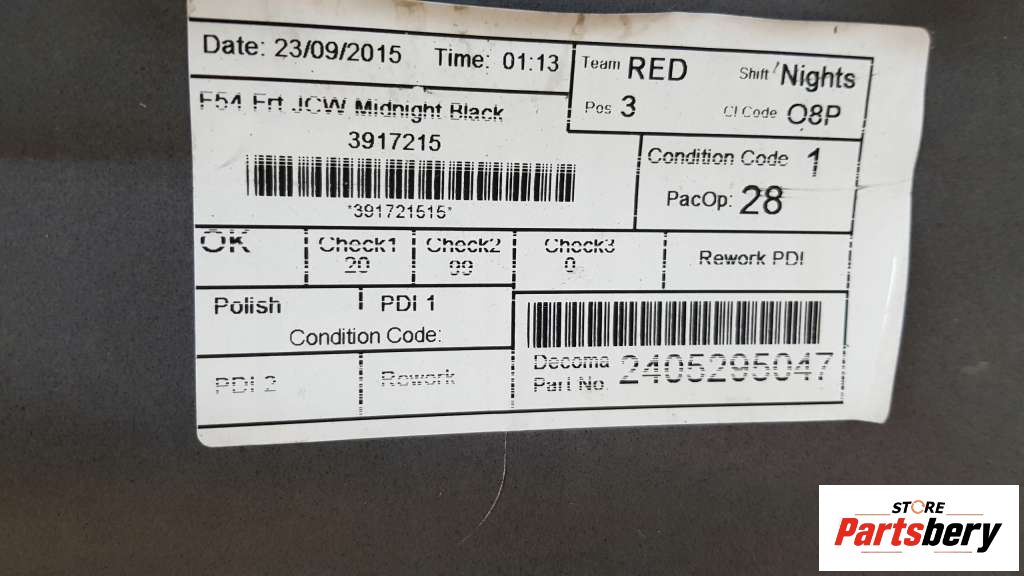 Date: 23/09/2015 Time: 01:13
Team RED Shift Nights
Pos 3 CI Code O8P
F54 Frt JCW Midnight Black
3917215
*391721515*
Condition Code 1
PacOp: 28
OK Check1 Check2 Check3 Rework PDI
20 99 0
Polish PDI 1
Condition Code:
PDI 2 Rework
Decoma
Part No. 2405295047
STORE
Partsbery